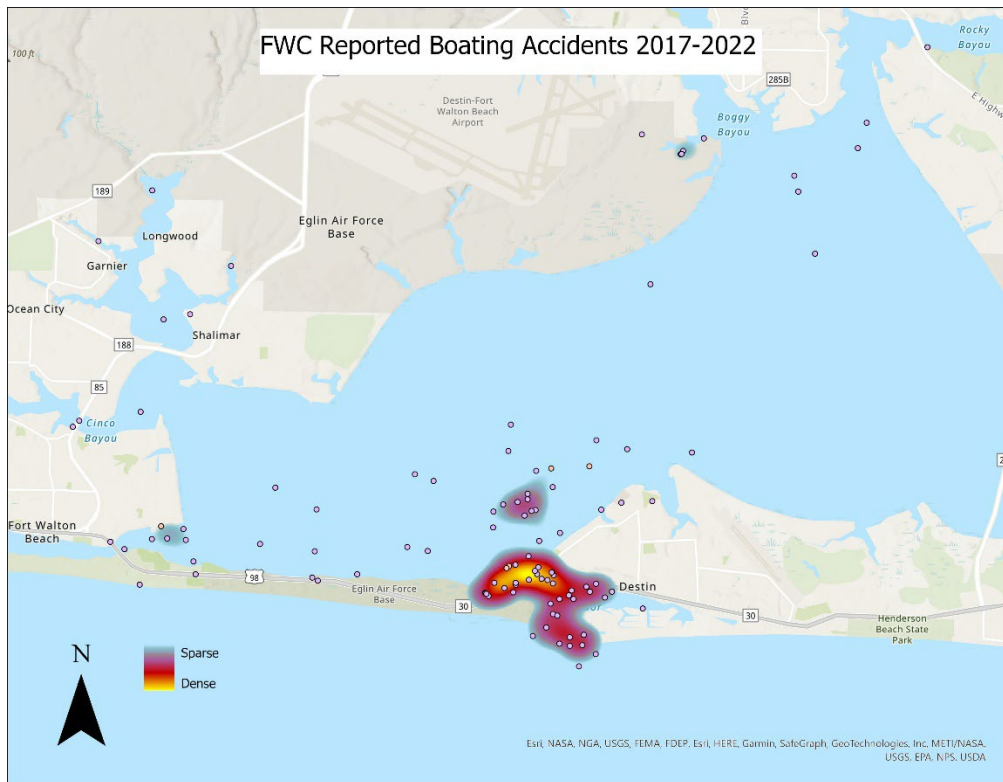 FWC Reported Boating Accidents 2017-2022
100 ft
Rocky
Bayou
285B
E High
Destin-Fort
Walton Beach
Airport
Boggy
Bayou
189
Longwood
Eglin Air Force
Base
Garnier
Ocean City
Shalimar
188
85
Cinco
Bayou
Fort Walton
Beach
98
Eglin Air Force
Base
30
Destin
30
Henderson
Beach State
Park
N
Sparse
Dense
Esri, NASA, NGA, USGS, FEMA, FDEP, Esri, HERE, Garmin, SafeGraph, GeoTechnologies, Inc, METI/NASA,
USGS, EPA, NPS, USDA